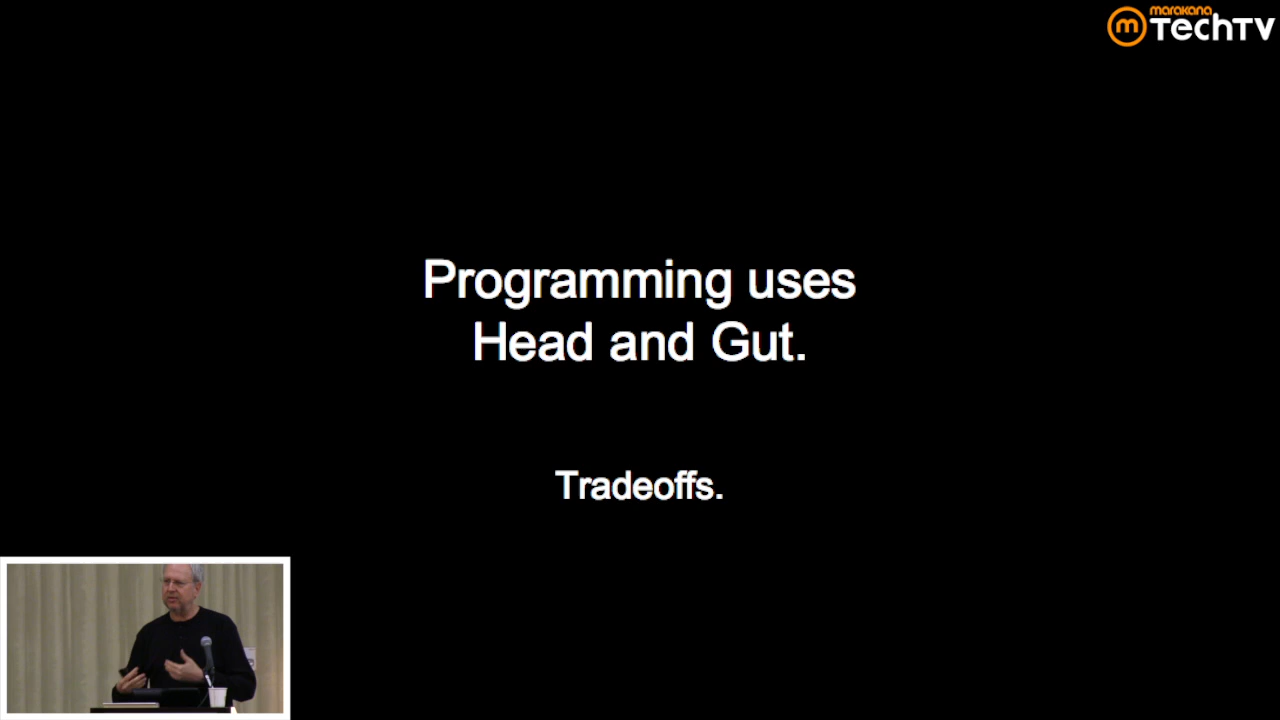 marakana
m TechTV
Programming uses
Head and Gut.
Tradeoffs.